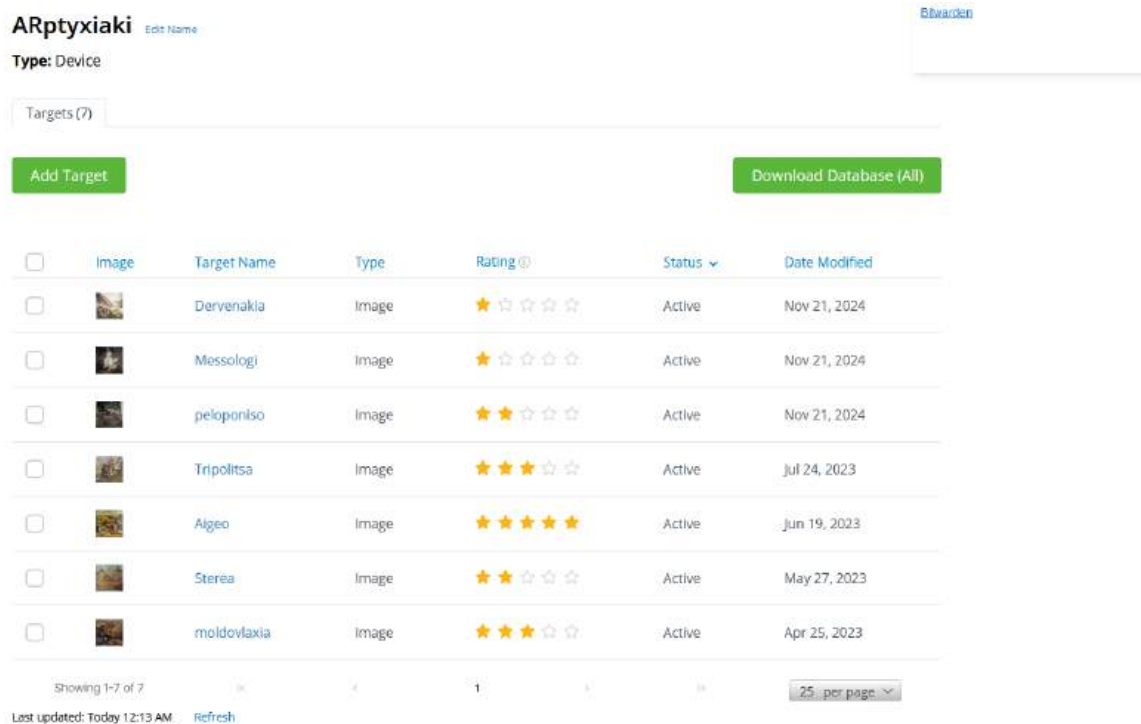 ARptyxiaki Edit Name
Bitwarden
Type: Device
Targets (7)
Add Target Download Database (All)
Image Target Name Type Rating Status Date Modified
Dervenakia Image Active Nov 21, 2024
Messologi Image Active Nov 21, 2024
peloponiso Image Active Nov 21, 2024
Tripolitsa Image Active Jul 24, 2023
Aigeo Image Active Jun 19, 2023
Sterea Image Active May 27, 2023
moldovlaxia Image Active Apr 25, 2023
Showing 1-7 of 7 1 25 per page
Last updated: Today 12:13 AM Refresh